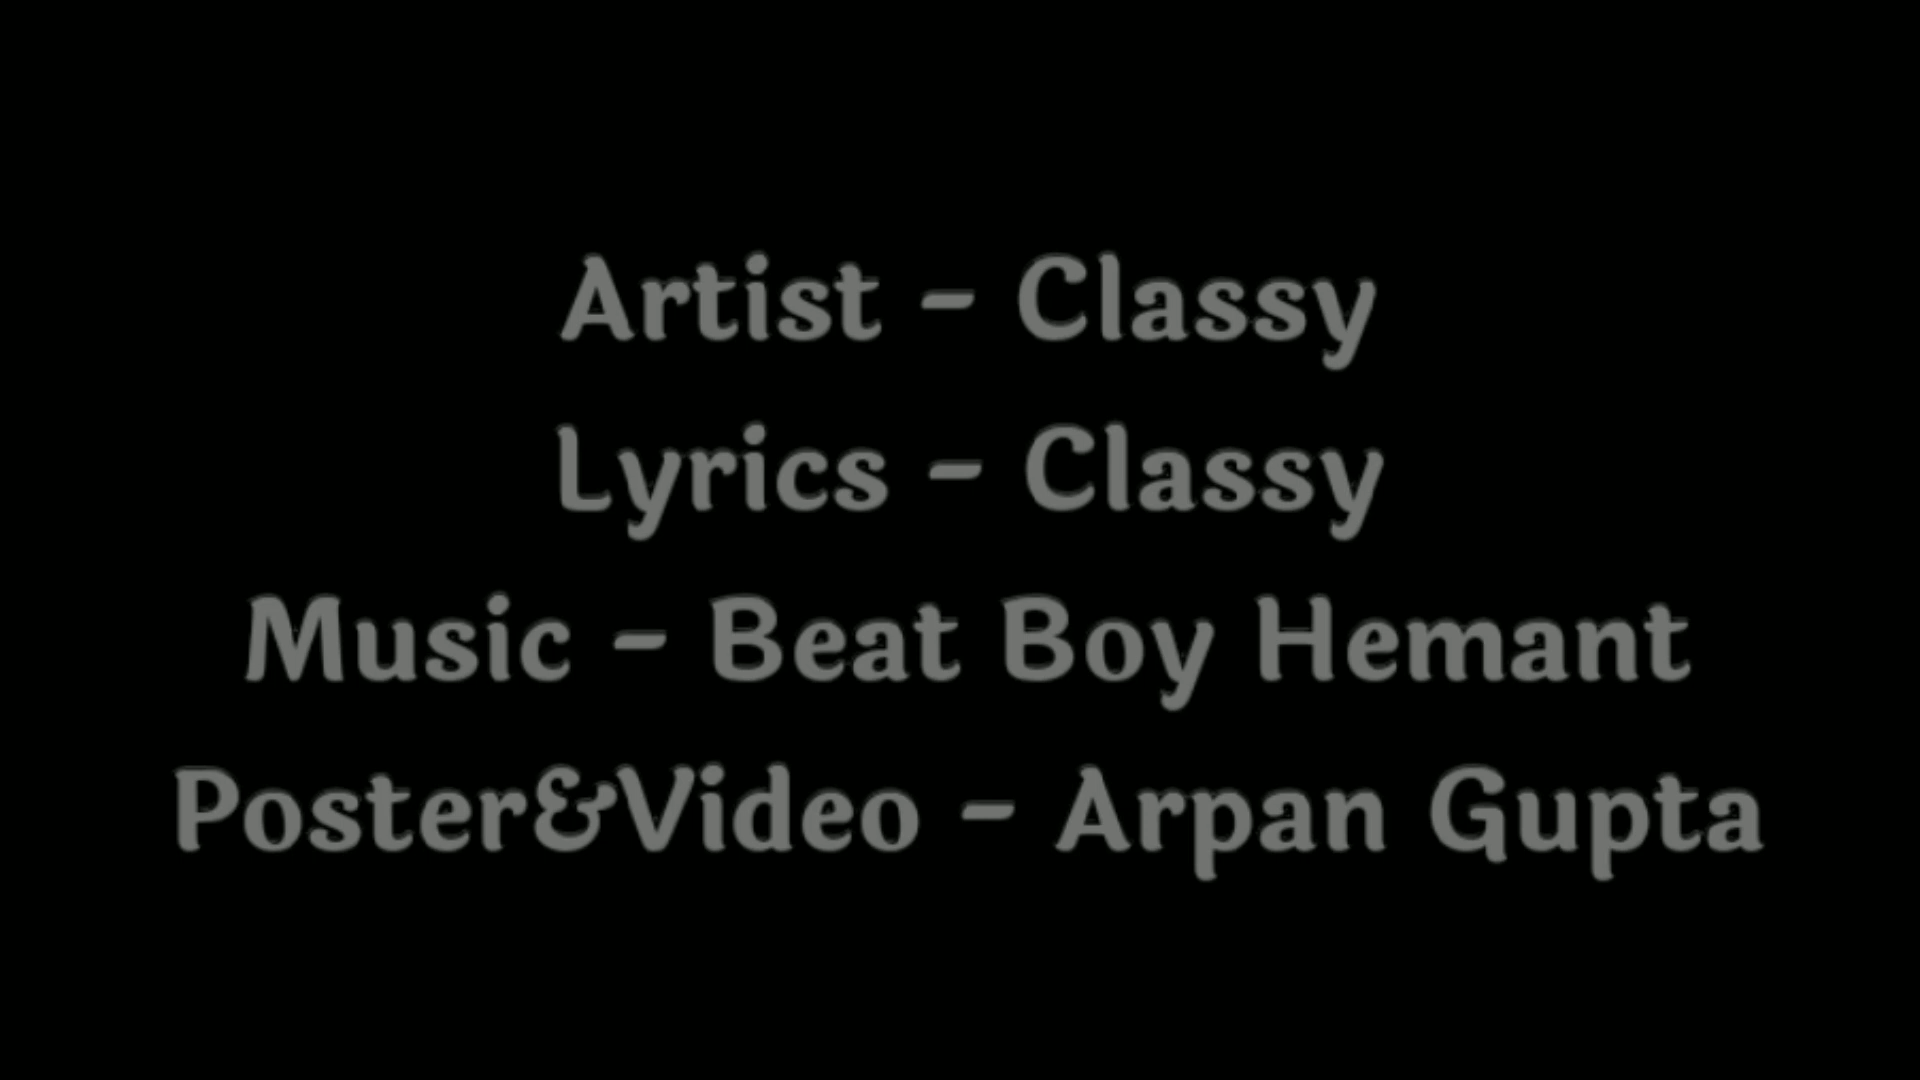 Artist - Classy
Lyrics - Classy
Music - Beat Boy Hemant
Poster&Video - Arpan Gupta